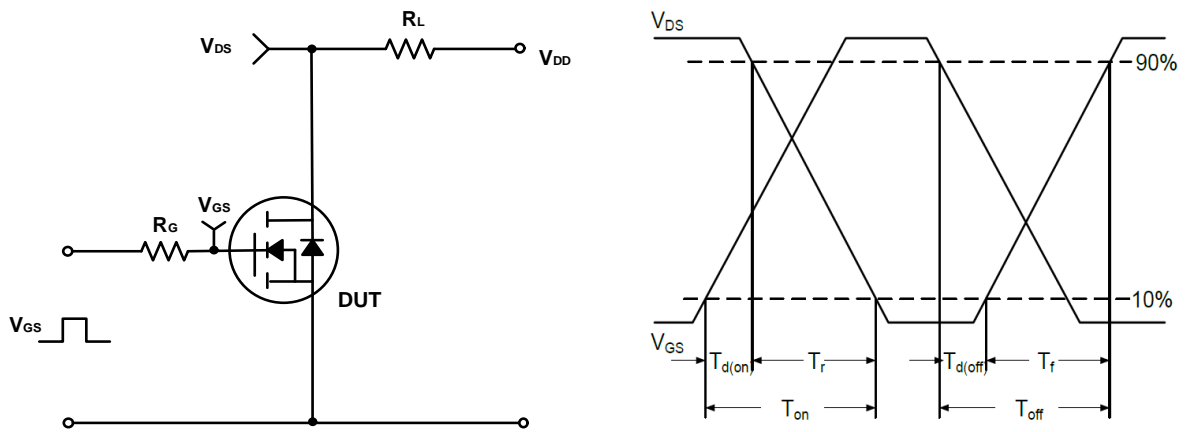 RL
VDS
VDD
VGS
RG
DUT
VGS
VDS
90%
10%
VGS
Td(on)
Tr
Td(off)
Tf
Ton
Toff